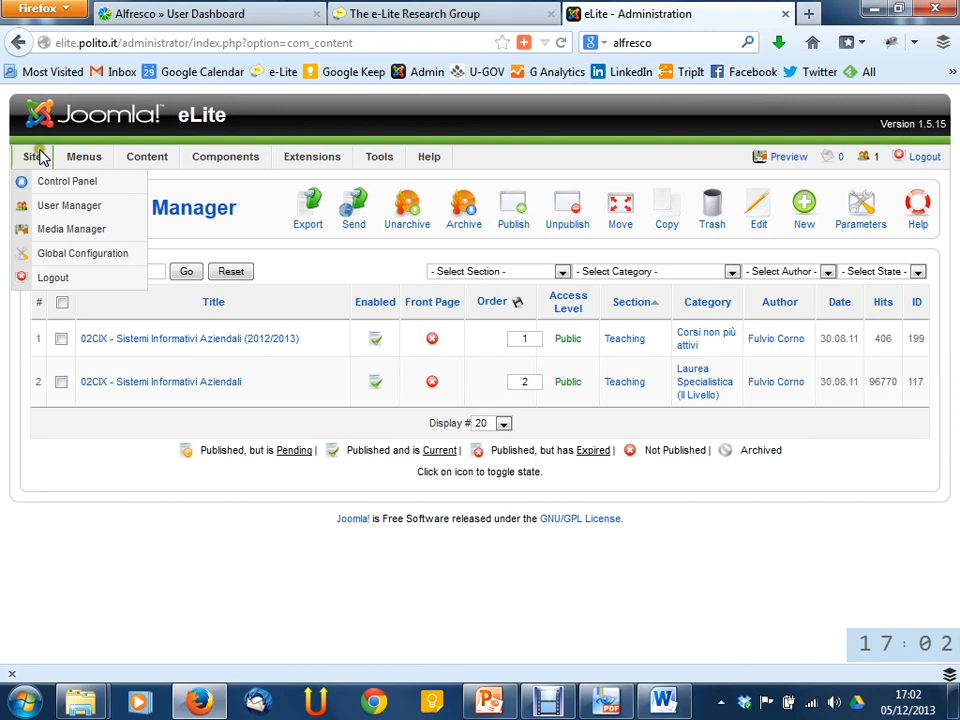 Firefox
Alfresco » User Dashboard
The e-Lite Research Group
eLite - Administration
elite.polito.it/administrator/index.php?option=com_content
alfresco
Most Visited
Inbox
Google Calendar
e-Lite
Google Keep
Admin
U-GOV
G Analytics
LinkedIn
TripIt
Facebook
Twitter
All
Joomla!
eLite
Version 1.5.15
Site
Menus
Content
Components
Extensions
Tools
Help
Preview
0
1
Logout
Control Panel
User Manager
Media Manager
Global Configuration
Logout
Manager
Export
Send
Unarchive
Archive
Publish
Unpublish
Move
Copy
Trash
Edit
New
Parameters
Help
Go
Reset
- Select Section -
- Select Category -
- Select Author -
- Select State -
# Title Enabled Front Page Order Access Level Section Category Author Date Hits ID
1 02CIX - Sistemi Informativi Aziendali (2012/2013) 1 Public Teaching Corsi non più attivi Fulvio Corno 30.08.11 406 199
2 02CIX - Sistemi Informativi Aziendali 2 Public Teaching Laurea Specialistica (II Livello) Fulvio Corno 30.08.11 96770 117
Display # 20
Published, but is Pending | Published and is Current | Published, but has Expired | Not Published | Archived
Click on icon to toggle state.
Joomla! is Free Software released under the GNU/GPL License.
17:02
17:02
05/12/2013